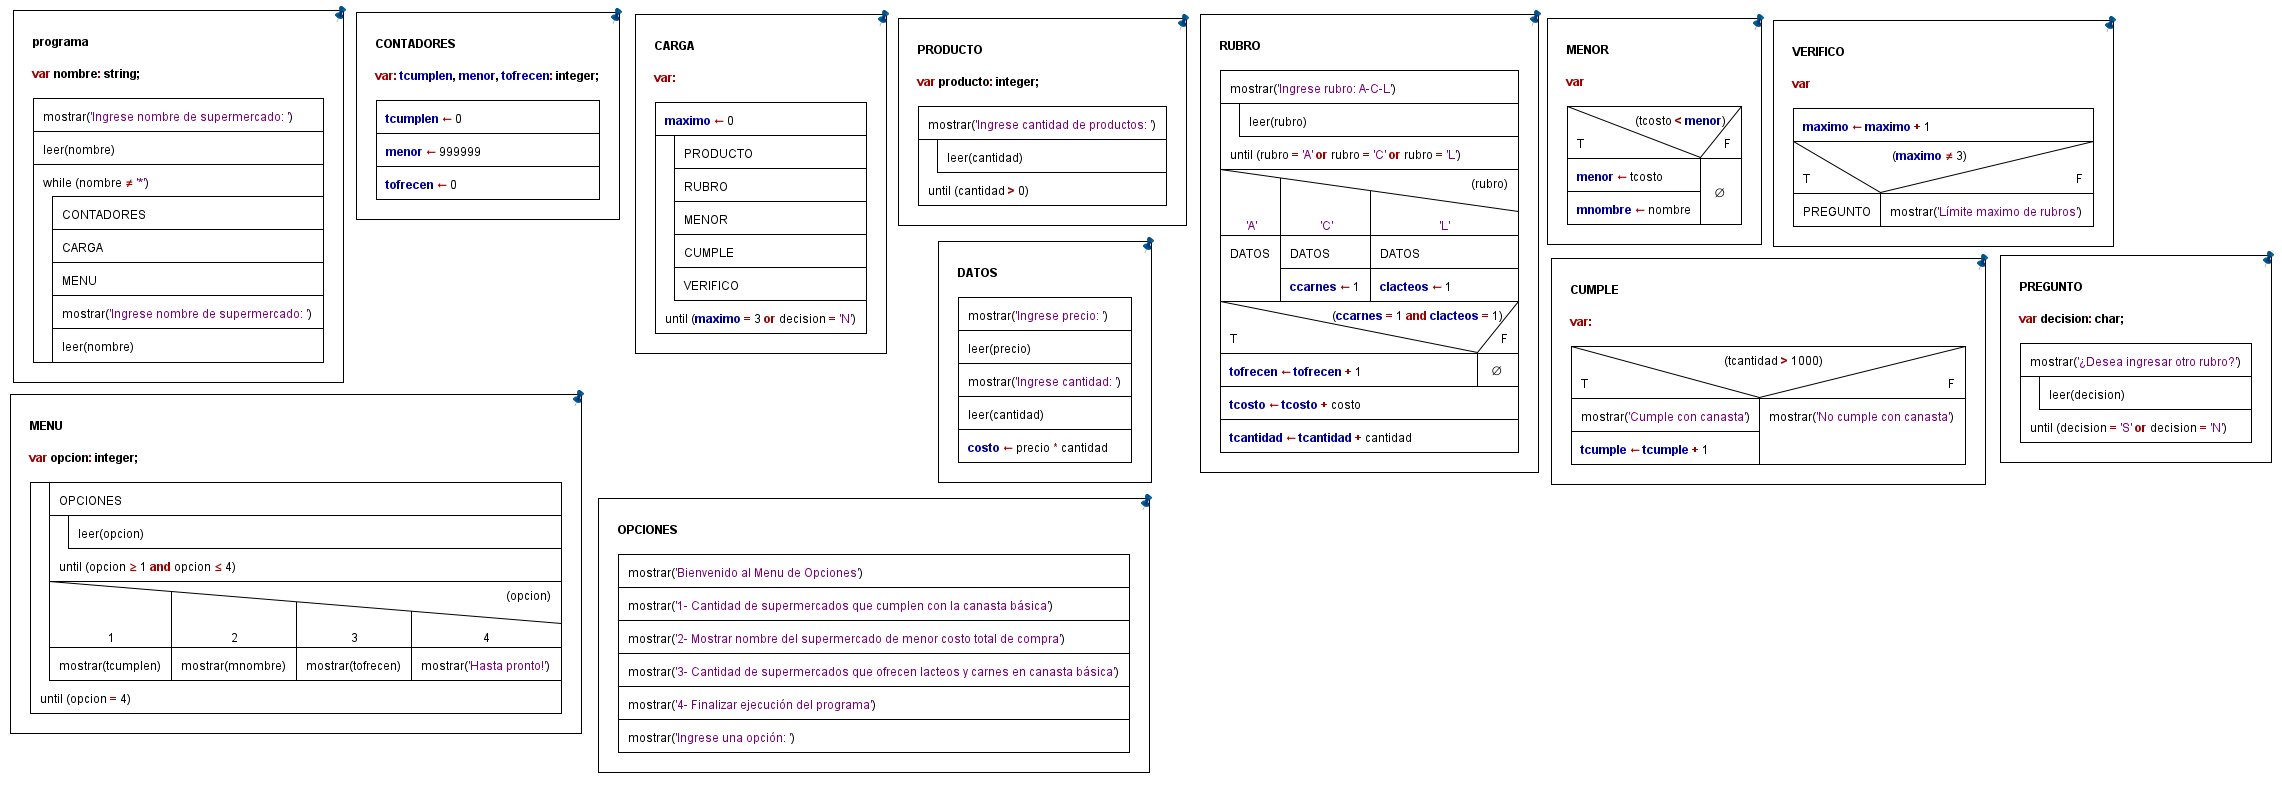 programa
var nombre: string;
mostrar('Ingrese nombre de supermercado: ')
leer(nombre)
while (nombre ≠ '*')
CONTADORES
CARGA
MENU
mostrar('Ingrese nombre de supermercado: ')
leer(nombre)
CONTADORES
var: tcumplen, menor, tofrecen: integer;
tcumplen ← 0
menor ← 999999
tofrecen ← 0
CARGA
var:
maximo ← 0
PRODUCTO
RUBRO
MENOR
CUMPLE
VERIFICO
until (maximo = 3 or decision = 'N')
PRODUCTO
var producto: integer;
mostrar('Ingrese cantidad de productos: ')
leer(cantidad)
until (cantidad > 0)
DATOS
mostrar('Ingrese precio: ')
leer(precio)
mostrar('Ingrese cantidad: ')
leer(cantidad)
costo ← precio * cantidad
RUBRO
mostrar('Ingrese rubro: A-C-L')
leer(rubro)
until (rubro = 'A' or rubro = 'C' or rubro = 'L')
(rubro)
'A' 'C' 'L'
DATOS DATOS DATOS
ccarnes ← 1 clacteos ← 1
(ccarnes = 1 and clacteos = 1)
T F
tofrecen ← tofrecen + 1 ∅
tcosto ← tcosto + costo
tcantidad ← tcantidad + cantidad
MENOR
var
(tcosto < menor)
T F
menor ← tcosto
∅
mnombre ← nombre
VERIFICO
var
maximo ← maximo + 1
(maximo ≠ 3)
T F
PREGUNTO mostrar('Límite maximo de rubros')
CUMPLE
var:
(tcantidad > 1000)
T F
mostrar('Cumple con canasta') mostrar('No cumple con canasta')
tcumple ← tcumple + 1
PREGUNTO
var decision: char;
mostrar('¿Desea ingresar otro rubro?')
leer(decision)
until (decision = 'S' or decision = 'N')
MENU
var opcion: integer;
OPCIONES
leer(opcion)
until (opcion ≥ 1 and opcion ≤ 4)
(opcion)
1 2 3 4
mostrar(tcumplen) mostrar(mnombre) mostrar(tofrecen) mostrar('Hasta pronto!')
until (opcion = 4)
OPCIONES
mostrar('Bienvenido al Menu de Opciones')
mostrar('1- Cantidad de supermercados que cumplen con la canasta básica')
mostrar('2- Mostrar nombre del supermercado de menor costo total de compra')
mostrar('3- Cantidad de supermercados que ofrecen lacteos y carnes en canasta básica')
mostrar('4- Finalizar ejecución del programa')
mostrar('Ingrese una opción: ')